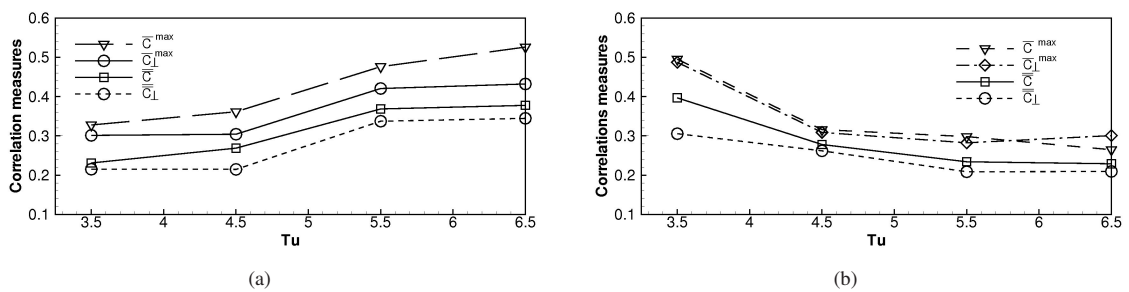 0.6
0.5
0.4
0.3
0.2
0.1
Correlation measures
C̅ᵐᵃˣ
C̅⊥ᵐᵃˣ
C̿
C̿⊥
3.5 4 4.5 5 5.5 6 6.5
Tu
(a)
0.6
0.5
0.4
0.3
0.2
0.1
Correlations measures
C̅ᵐᵃˣ
C̅⊥ᵐᵃˣ
C̿
C̿⊥
3.5 4 4.5 5 5.5 6 6.5
Tu
(b)